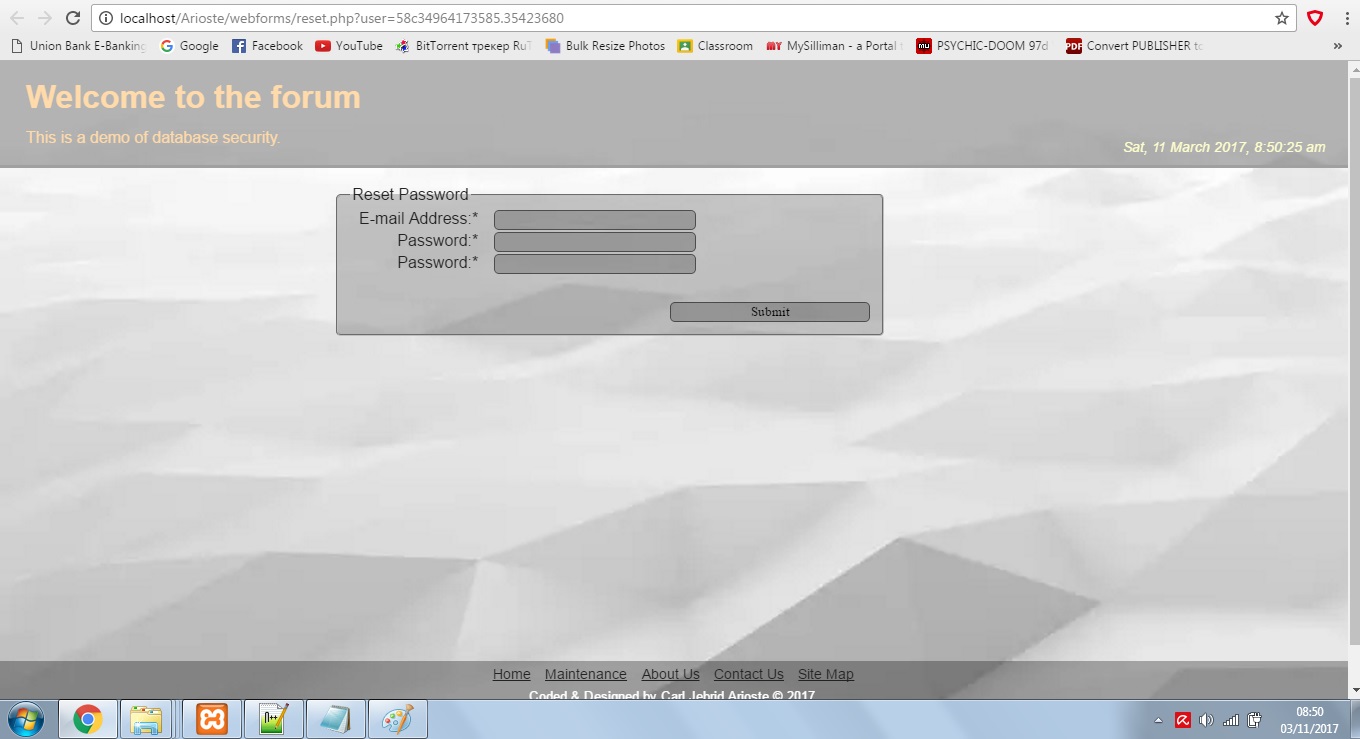 localhost/Arioste/webforms/reset.php?user=58c34964173585.35423680
Union Bank E-Banking Google Facebook YouTube BitTorrent трекер RuT Bulk Resize Photos Classroom MySilliman - a Portal PSYCHIC-DOOM 97d Convert PUBLISHER to
Welcome to the forum
This is a demo of database security.
Sat, 11 March 2017, 8:50:25 am
Reset Password
E-mail Address:*
Password:*
Password:*
Submit
Home Maintenance About Us Contact Us Site Map
Coded & Designed by Carl Jebrid Arioste © 2017
08:50
03/11/2017